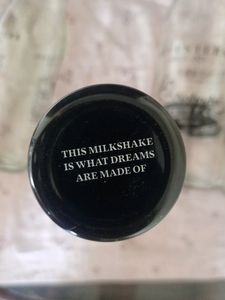 THIS MILKSHAKE
IS WHAT DREAMS
ARE MADE OF